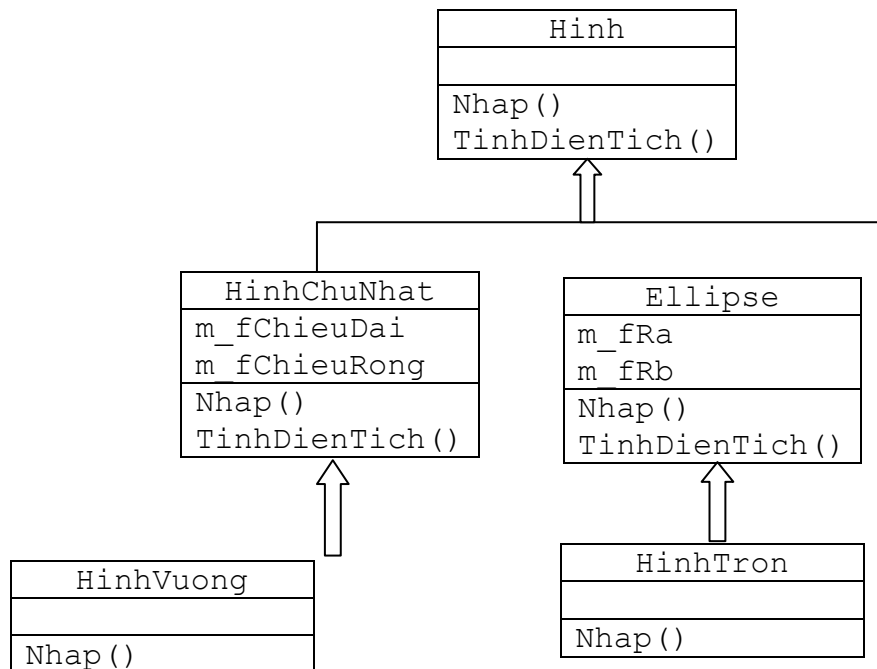 Hinh
Nhap()
TinhDienTich()
HinhChuNhat
m_fChieuDai
m_fChieuRong
Nhap()
TinhDienTich()
Ellipse
m_fRa
m_fRb
Nhap()
TinhDienTich()
HinhVuong
Nhap()
HinhTron
Nhap()